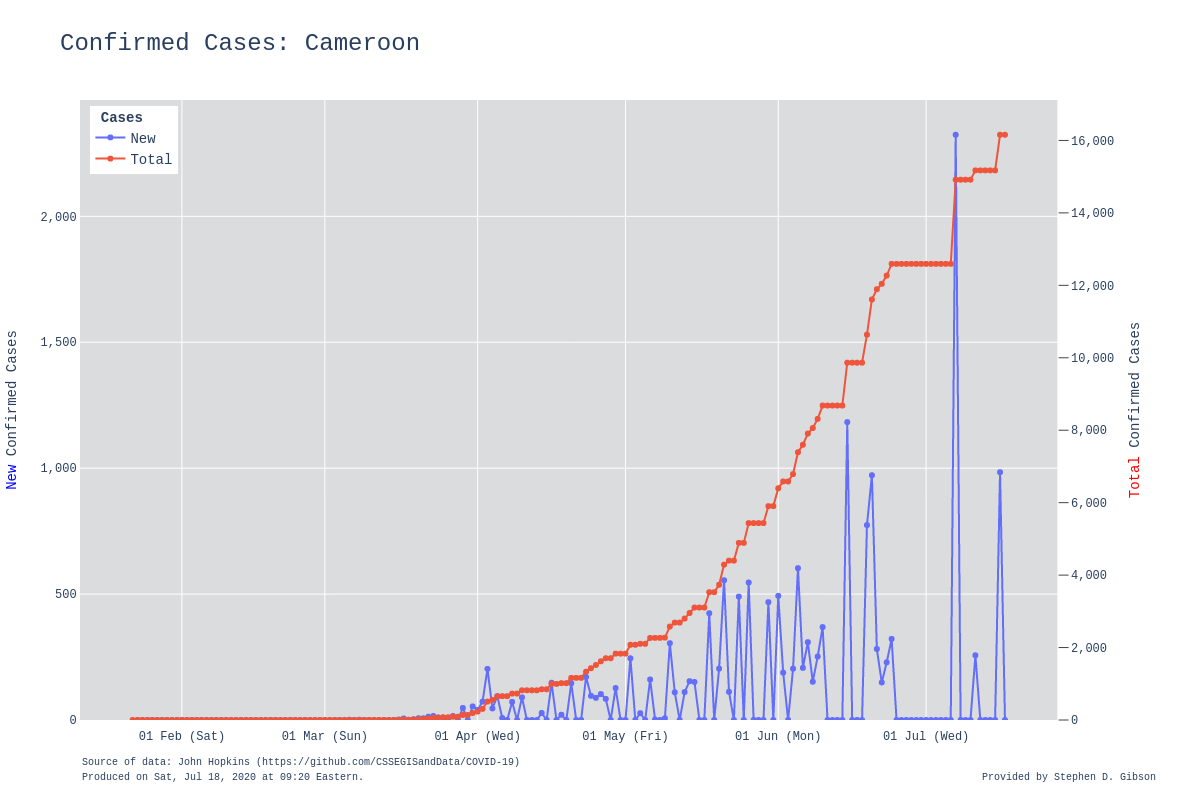 Confirmed Cases: Cameroon
Cases
New
Total
2,000
1,500
1,000
500
0
16,000
14,000
12,000
10,000
8,000
6,000
4,000
2,000
0
New Confirmed Cases
Total Confirmed Cases
01 Feb (Sat)
01 Mar (Sun)
01 Apr (Wed)
01 May (Fri)
01 Jun (Mon)
01 Jul (Wed)
Source of data: John Hopkins (https://github.com/CSSEGISandData/COVID-19)
Produced on Sat, Jul 18, 2020 at 09:20 Eastern.
Provided by Stephen D. Gibson